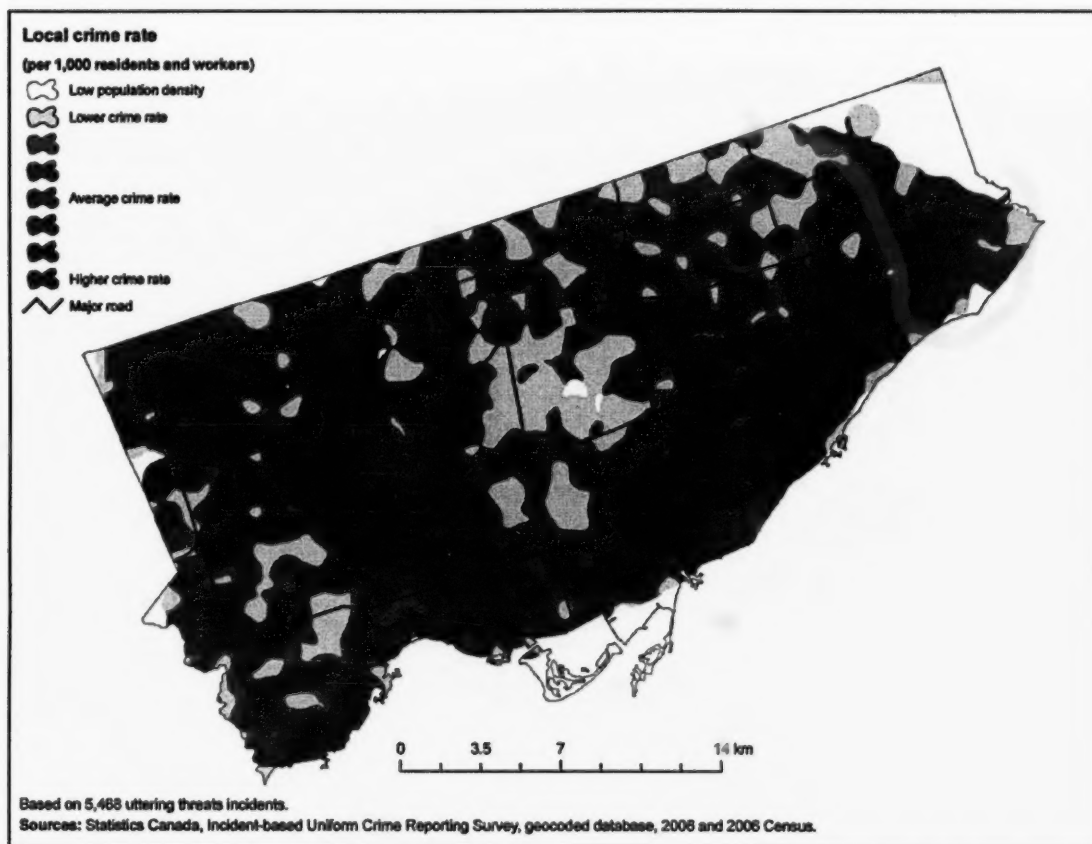 Local crime rate
(per 1,000 residents and workers)
Low population density
Lower crime rate
Average crime rate
Higher crime rate
Major road
0 3.5 7 14 km
Based on 5,468 uttering threats incidents.
Sources: Statistics Canada, Incident-based Uniform Crime Reporting Survey, geocoded database, 2006 and 2006 Census.